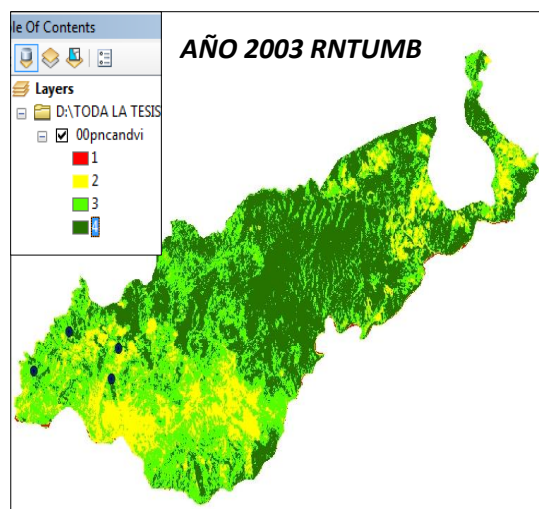 le Of Contents
AÑO 2003 RNTUMB
Layers
D:\TODA LA TESIS
00pncandvi
1
2
3
4